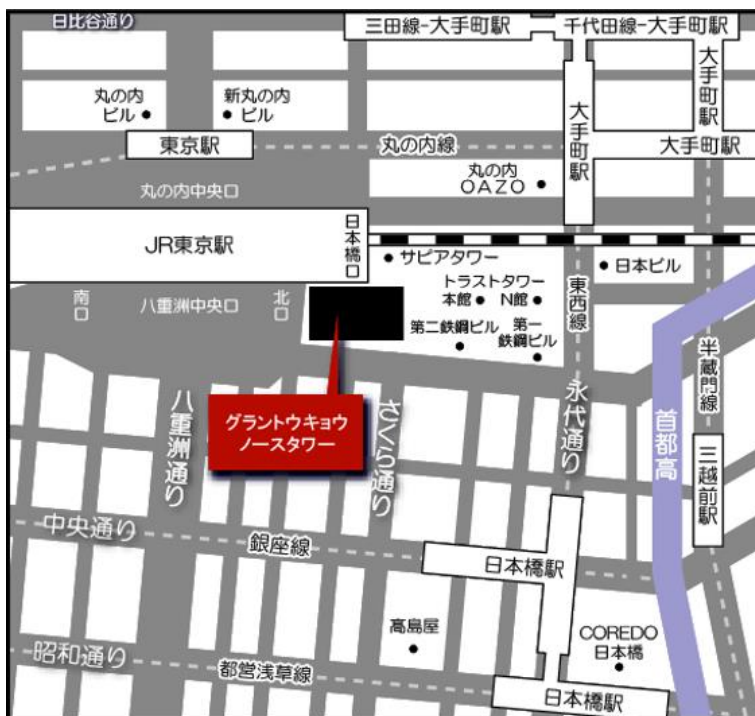 日比谷通り
三田線-大手町駅
千代田線-大手町駅
丸の内
ビル
新丸の内
ビル
大手町駅
大手町駅
東京駅
丸の内線
大手町駅
丸の内
OAZO
丸の内中央口
JR東京駅
日本橋口
サピアタワー
日本ビル
トラストタワー
本館
N館
東西線
南口
八重洲中央口
北口
第二鉄鋼ビル
第一
鉄鋼ビル
半蔵門線
グラントウキョウ
ノースタワー
八重洲通り
さくら通り
永代通り
首都高
三越前駅
中央通り
銀座線
日本橋駅
髙島屋
COREDO
日本橋
昭和通り
都営浅草線
日本橋駅